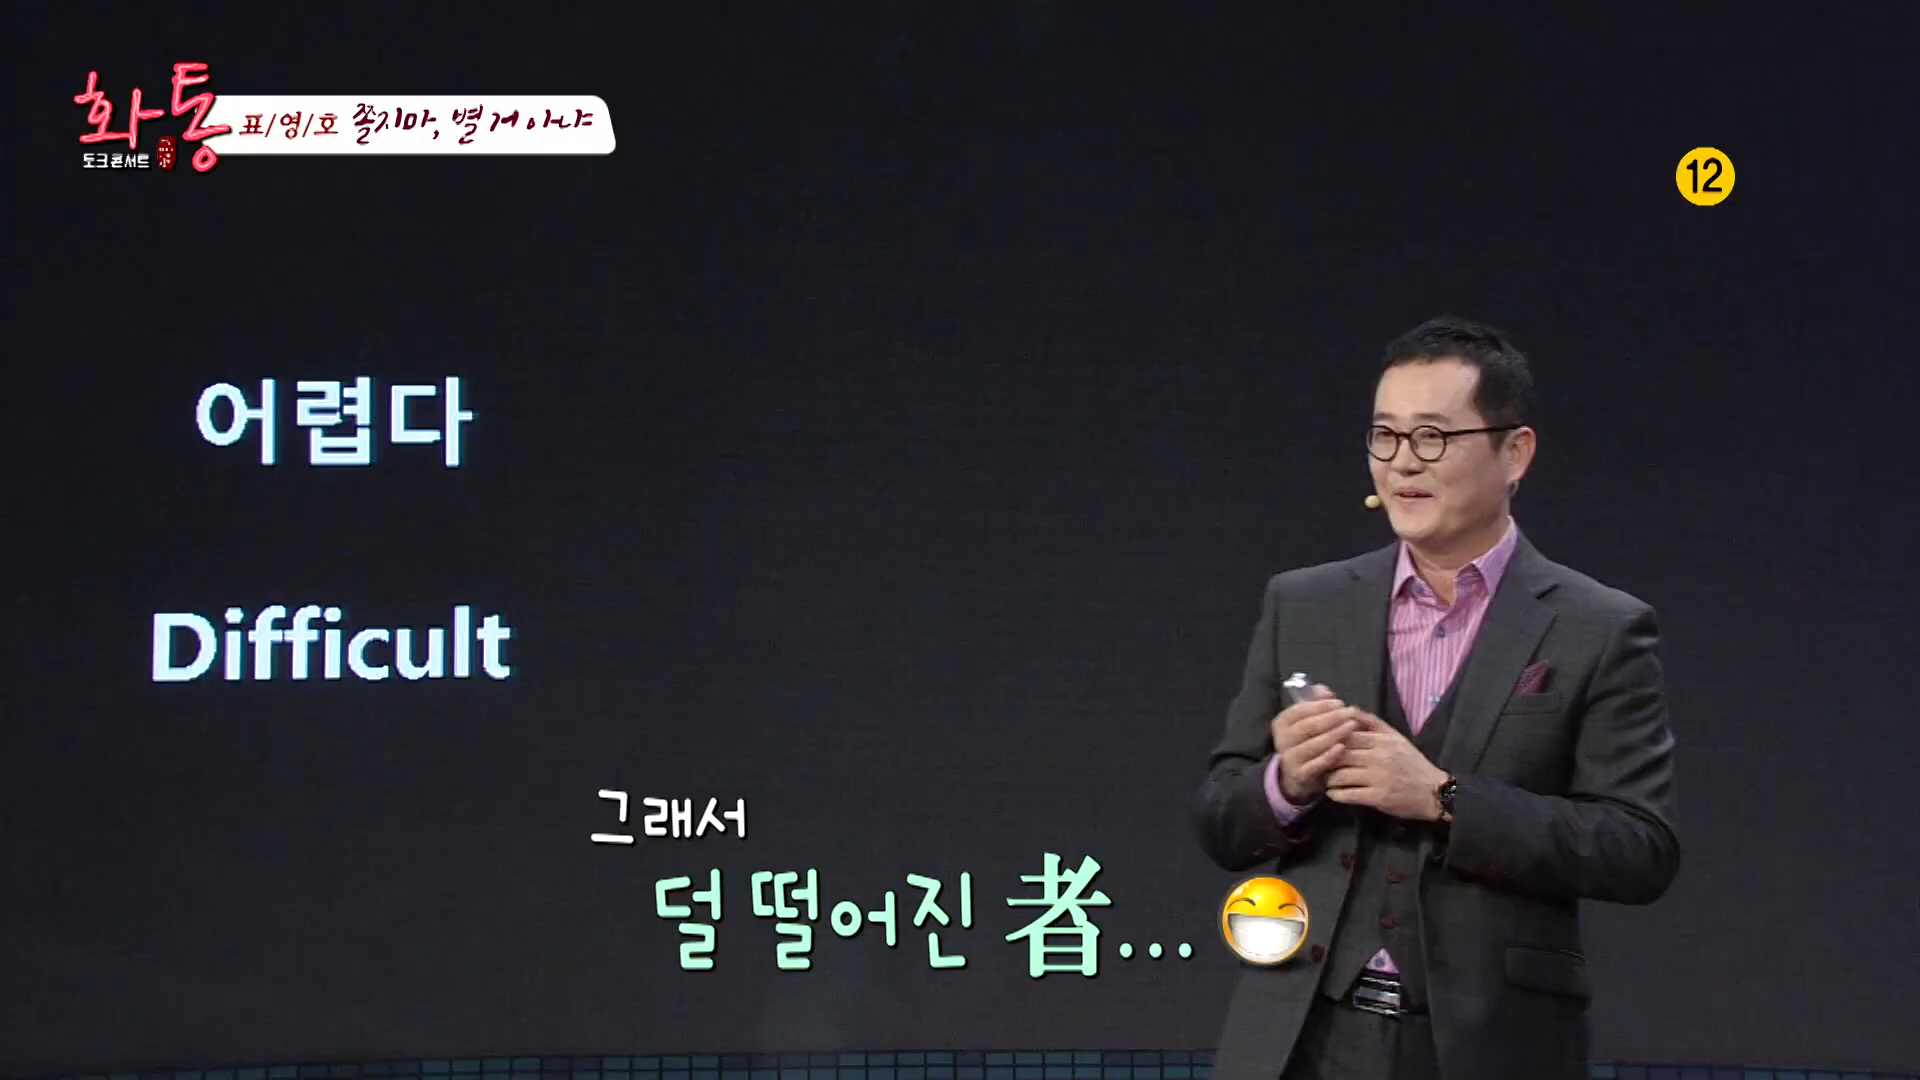 화통
토크콘서트
표/영/호 쫄지마, 별거아냐
12
어렵다
Difficult
그래서
덜 떨어진 者...